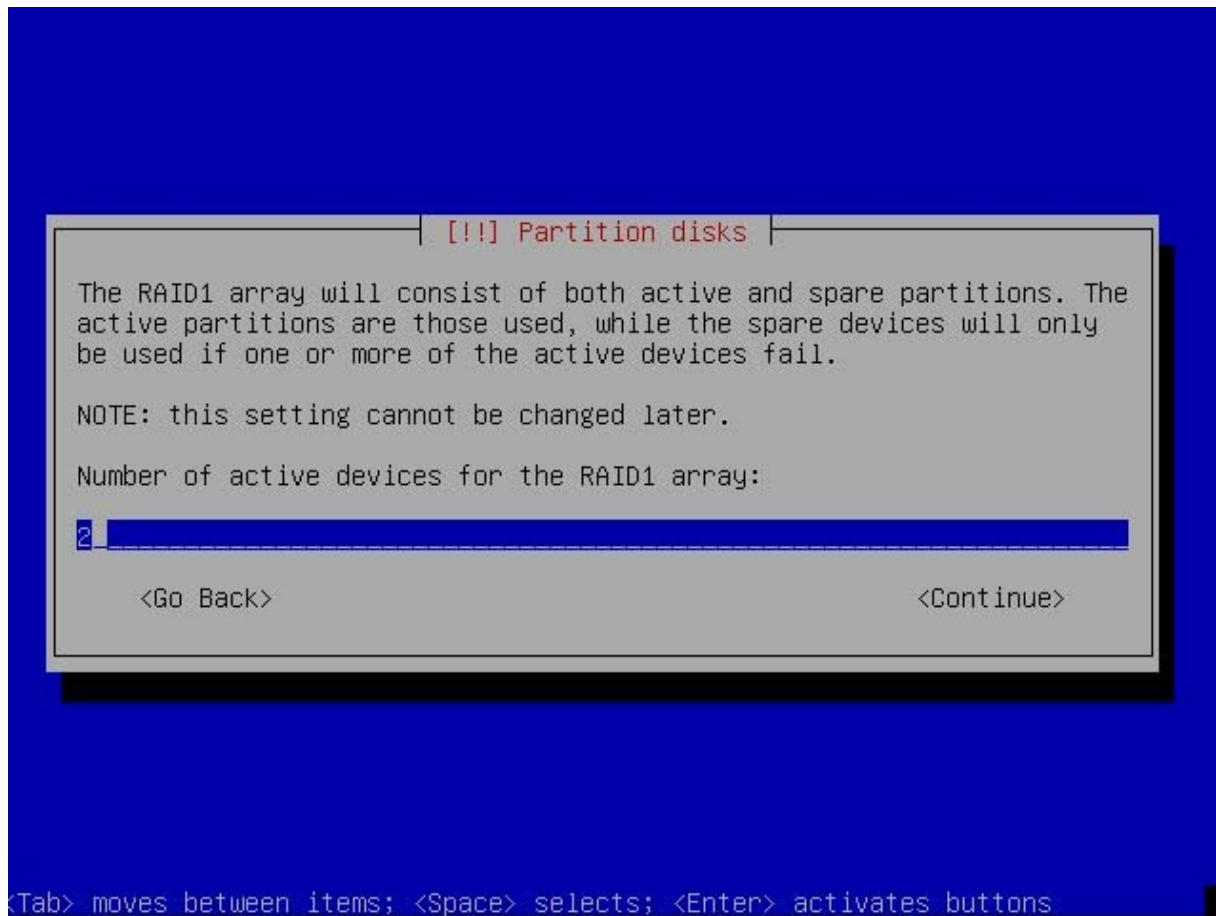 [!!] Partition disks
The RAID1 array will consist of both active and spare partitions. The
active partitions are those used, while the spare devices will only
be used if one or more of the active devices fail.
NOTE: this setting cannot be changed later.
Number of active devices for the RAID1 array:
2
<Go Back> <Continue>
<Tab> moves between items; <Space> selects; <Enter> activates buttons